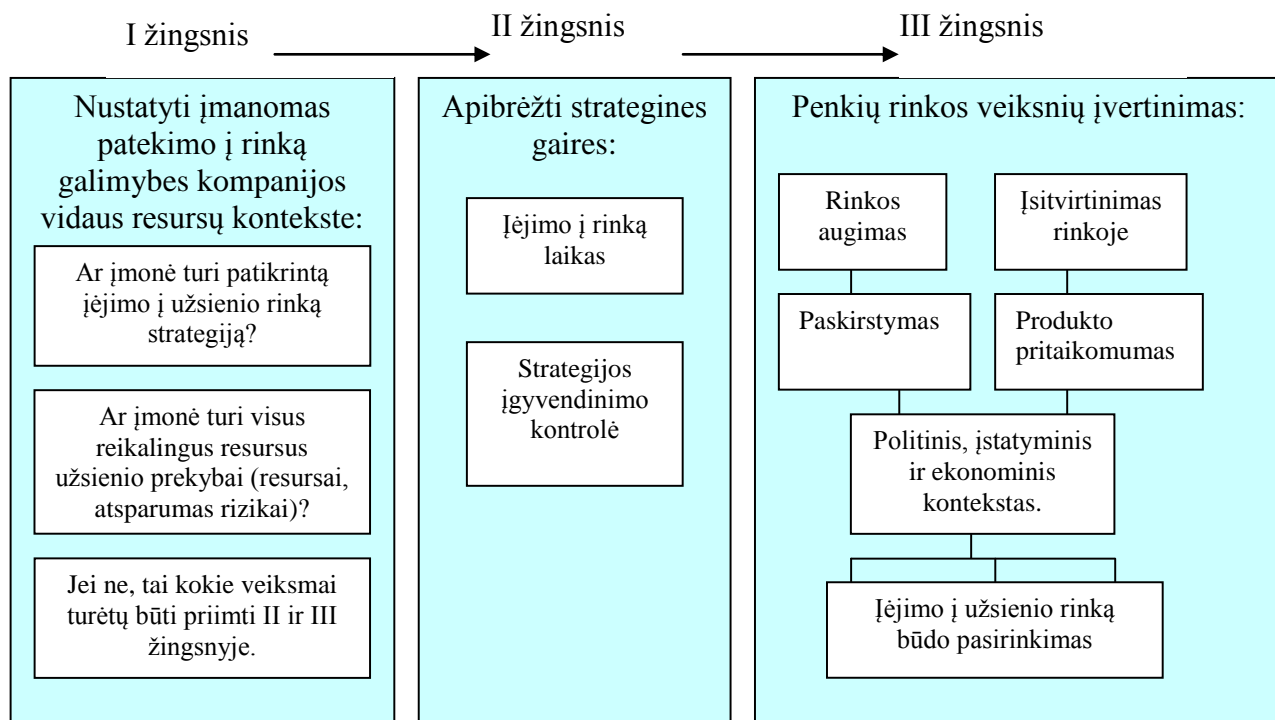 I žingsnis
II žingsnis
III žingsnis
Nustatyti įmanomas
patekimo į rinką
galimybes kompanijos
vidaus resursų kontekste:
Ar įmonė turi patikrintą
įėjimo į užsienio rinką
strategiją?
Ar įmonė turi visus
reikalingus resursus
užsienio prekybai (resursai,
atsparumas rizikai)?
Jei ne, tai kokie veiksmai
turėtų būti priimti II ir III
žingsnyje.
Apibrėžti strategines
gaires:
Įėjimo į rinką
laikas
Strategijos
įgyvendinimo
kontrolė
Penkių rinkos veiksnių įvertinimas:
Rinkos
augimas
Įsitvirtinimas
rinkoje
Paskirstymas
Produkto
pritaikomumas
Politinis, įstatyminis
ir ekonominis
kontekstas.
Įėjimo į užsienio rinką
būdo pasirinkimas